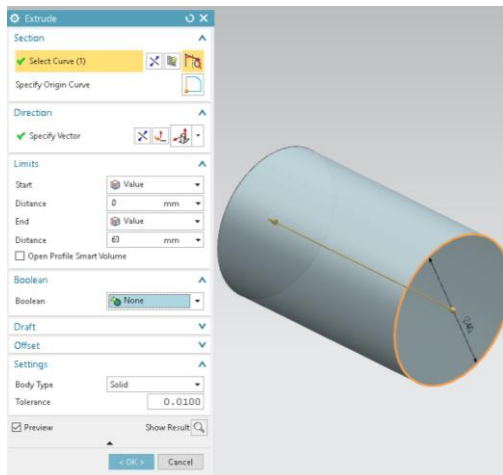 Extrude
Section
Select Curve (1)
Specify Origin Curve
Direction
Specify Vector
Limits
Start Value
Distance 0 mm
End Value
Distance 63 mm
Open Profile Smart Volume
Boolean
Boolean None
Draft
Offset
Settings
Body Type Solid
Tolerance 0.0100
Preview Show Result
< OK > Cancel